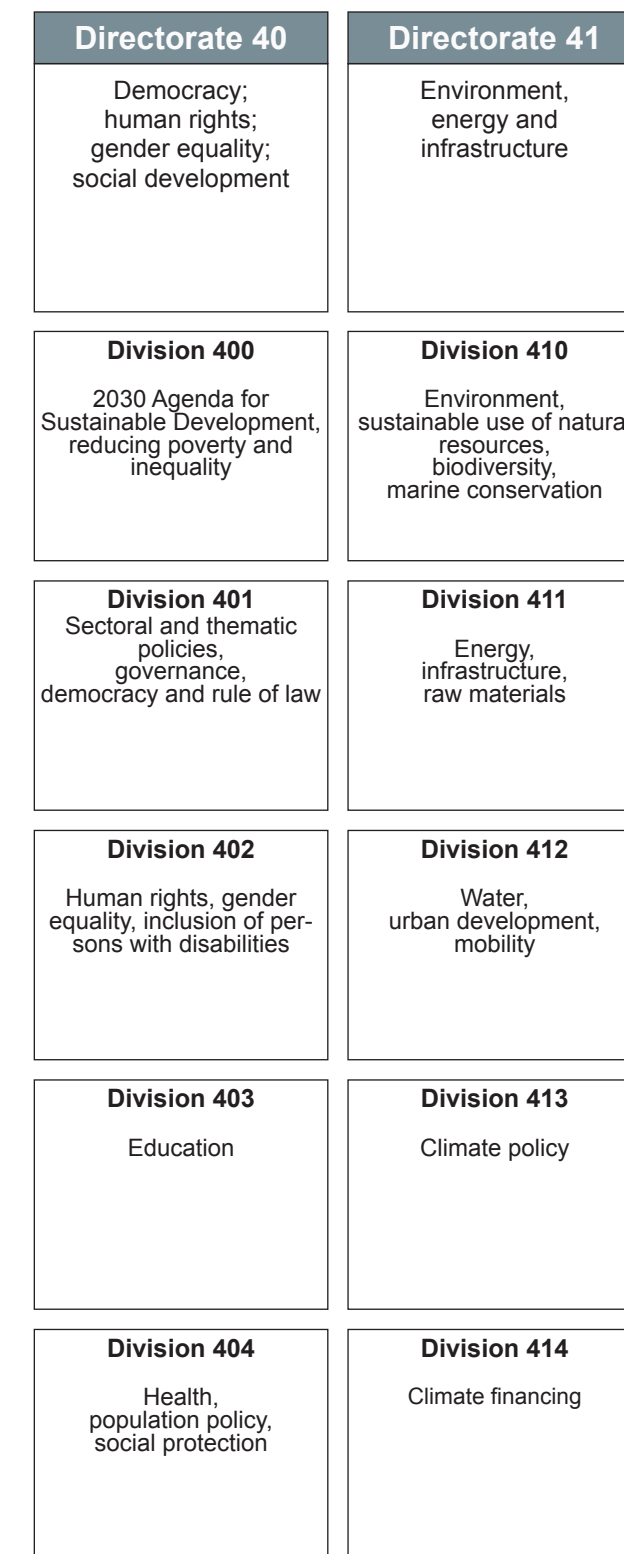 Directorate 40
Democracy;
human rights;
gender equality;
social development
Division 400
2030 Agenda for
Sustainable Development,
reducing poverty and
inequality
Division 401
Sectoral and thematic
policies,
governance,
democracy and rule of law
Division 402
Human rights, gender
equality, inclusion of per-
sons with disabilities
Division 403
Education
Division 404
Health,
population policy,
social protection
Directorate 41
Environment,
energy and
infrastructure
Division 410
Environment,
sustainable use of natura
resources,
biodiversity,
marine conservation
Division 411
Energy,
infrastructure,
raw materials
Division 412
Water,
urban development,
mobility
Division 413
Climate policy
Division 414
Climate financing